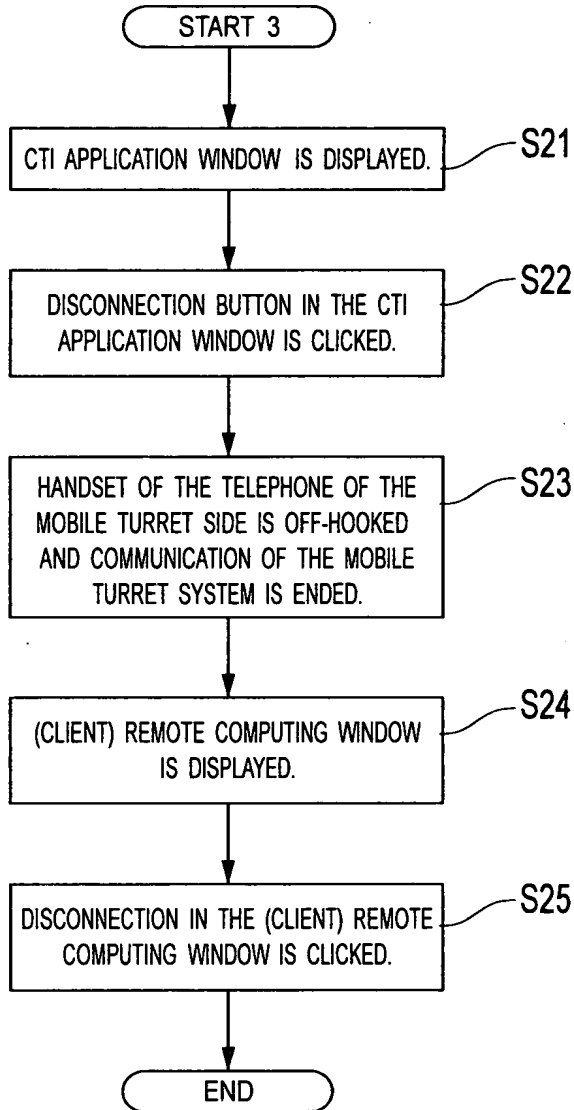 START 3
CTI APPLICATION WINDOW IS DISPLAYED.
S21
DISCONNECTION BUTTON IN THE CTI
APPLICATION WINDOW IS CLICKED.
S22
HANDSET OF THE TELEPHONE OF THE
MOBILE TURRET SIDE IS OFF-HOOKED
AND COMMUNICATION OF THE MOBILE
TURRET SYSTEM IS ENDED.
S23
(CLIENT) REMOTE COMPUTING WINDOW
IS DISPLAYED.
S24
DISCONNECTION IN THE (CLIENT) REMOTE
COMPUTING WINDOW IS CLICKED.
S25
END